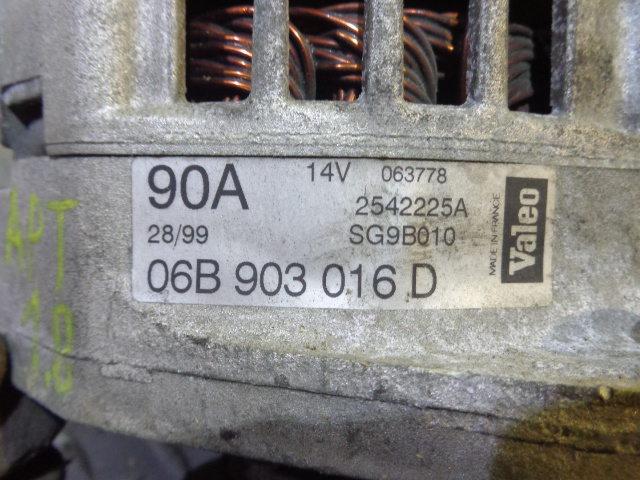 90A 14V 063778
2542225A
28/99 SG9B010
06B 903 016 D
MADE IN FRANCE
Valeo
APT
1.8